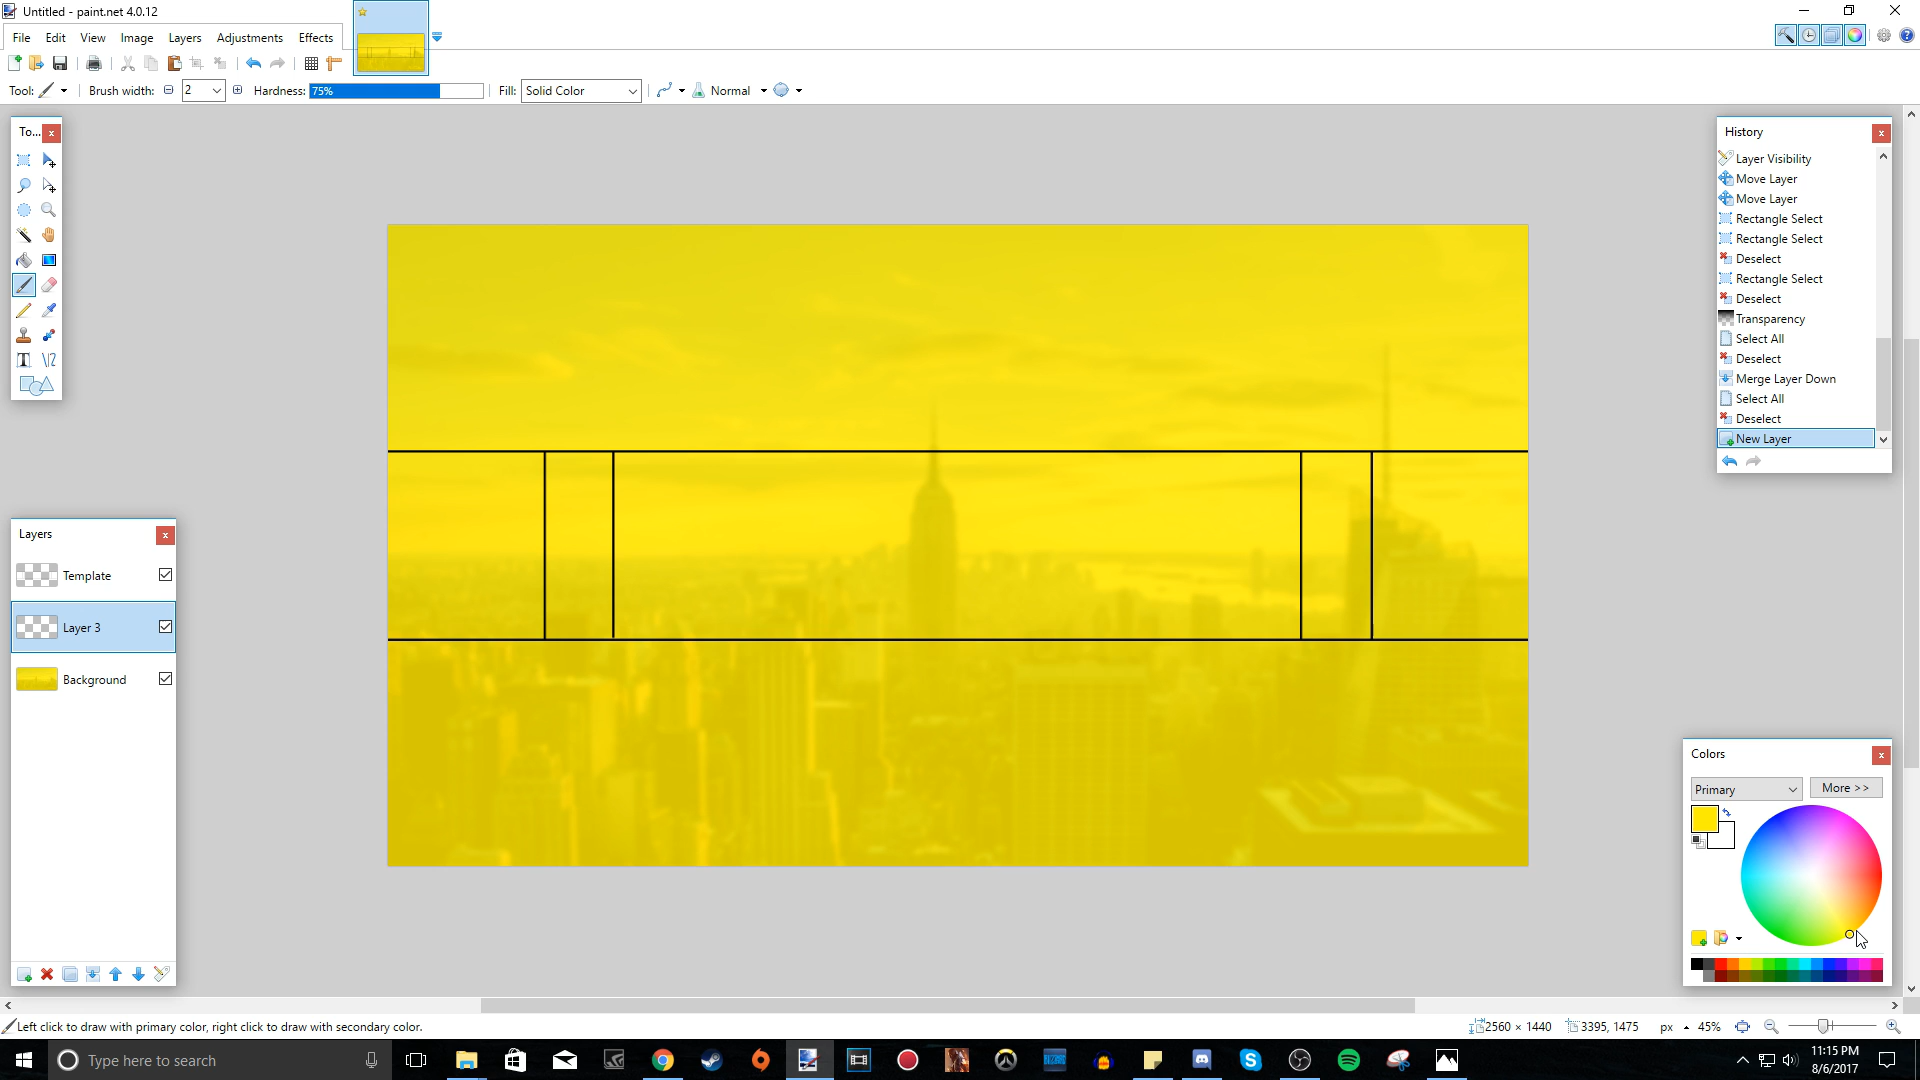 Untitled - paint.net 4.0.12
File Edit View Image Layers Adjustments Effects
Tool: Brush width: 2 Hardness: 75% Fill: Solid Color Normal
To...
History
Layer Visibility
Move Layer
Move Layer
Rectangle Select
Rectangle Select
Deselect
Rectangle Select
Deselect
Transparency
Select All
Deselect
Merge Layer Down
Select All
Deselect
New Layer
Layers
Template
Layer 3
Background
Colors
Primary More >>
Left click to draw with primary color, right click to draw with secondary color.
2560 × 1440 3395, 1475 px 45%
Type here to search
11:15 PM
8/6/2017